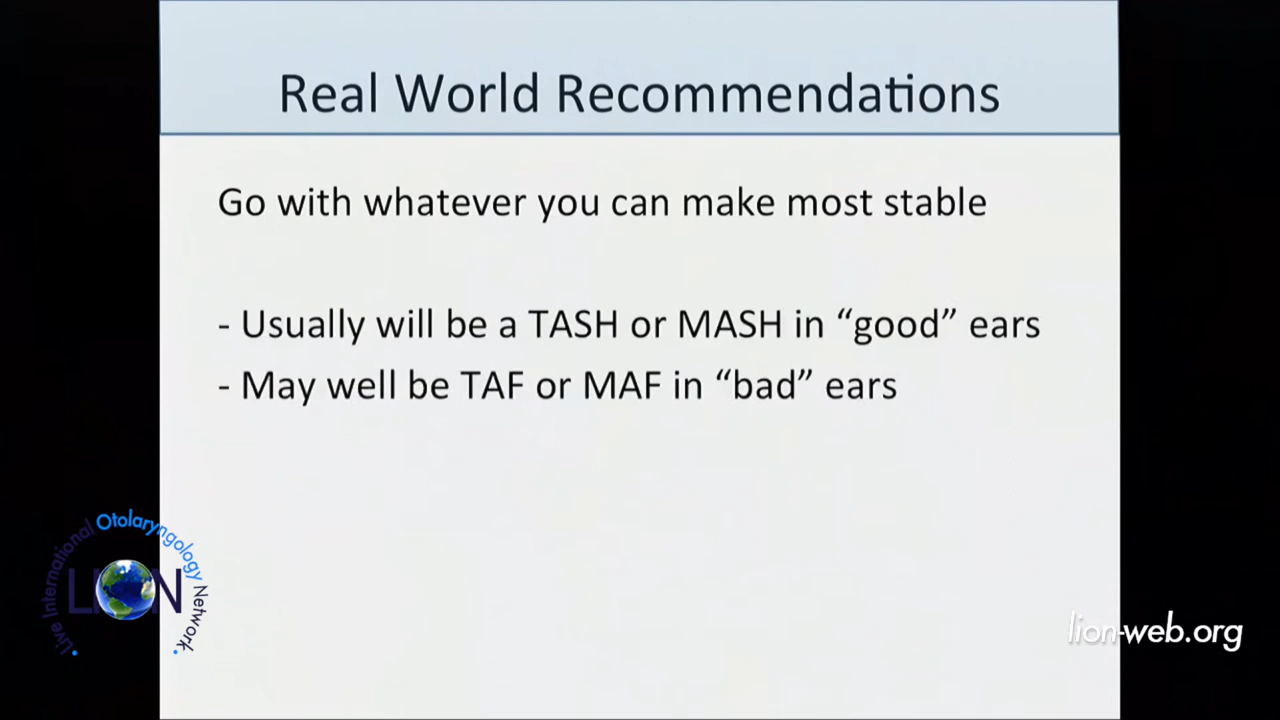 Real World Recommendations
Go with whatever you can make most stable
- Usually will be a TASH or MASH in “good” ears
- May well be TAF or MAF in “bad” ears
• Live International Otolaryngology Network •
LION
lion-web.org